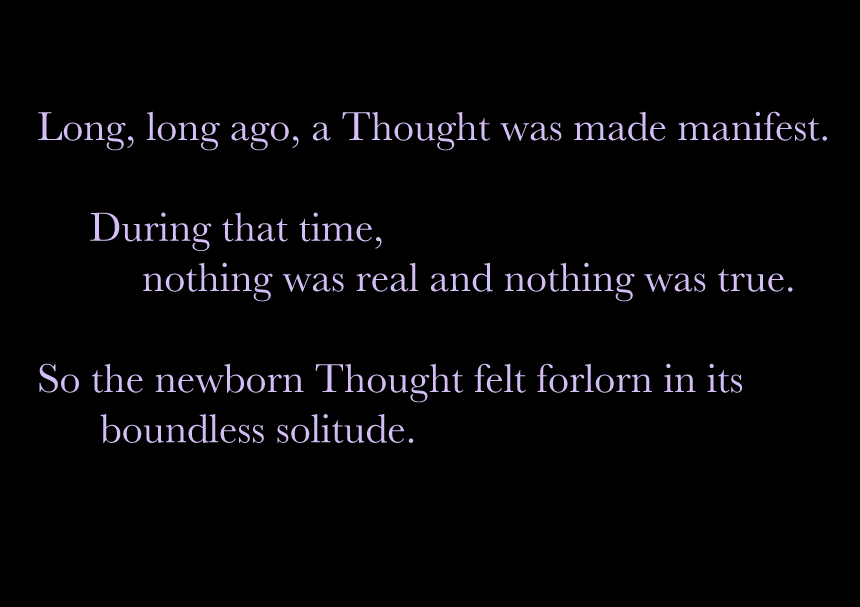 Long, long ago, a Thought was made manifest.
During that time,
nothing was real and nothing was true.
So the newborn Thought felt forlorn in its
boundless solitude.